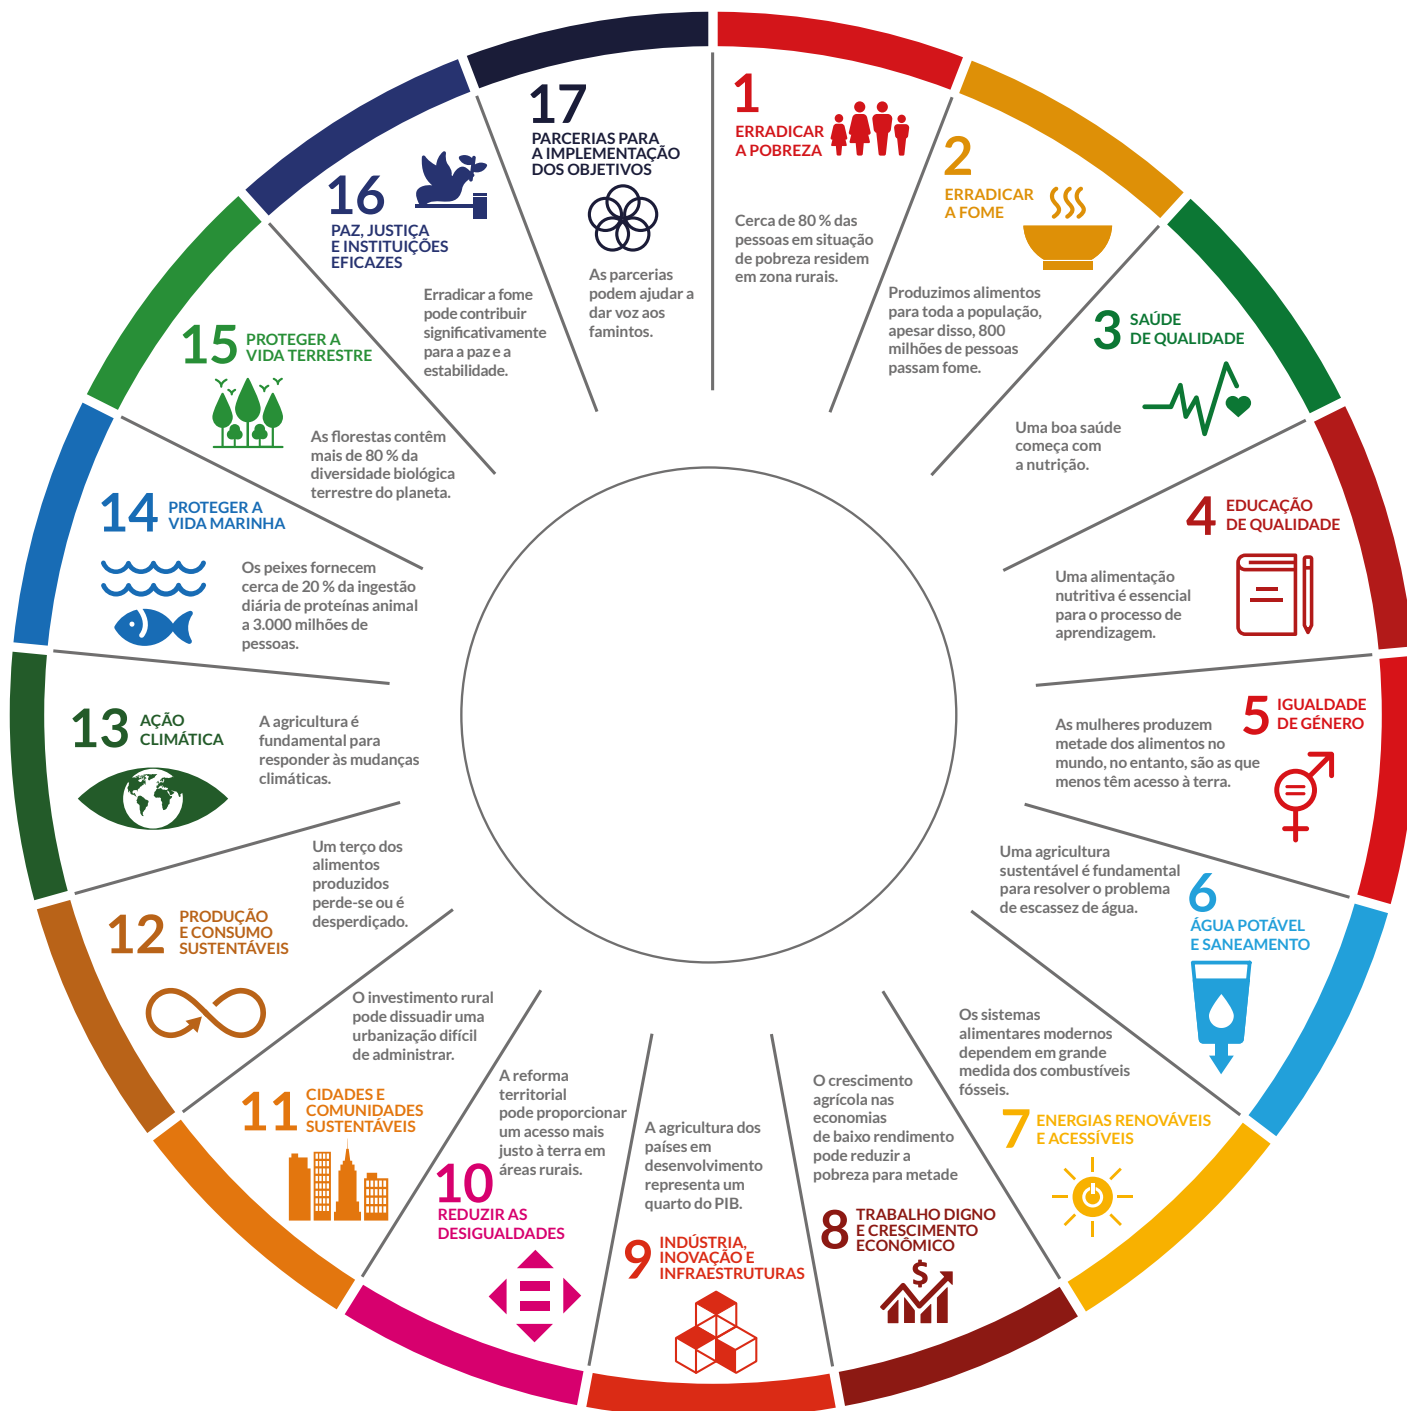 1
ERRADICAR
A POBREZA
Cerca de 80 % das
pessoas em situação
de pobreza residem
em zona rurais.
2
ERRADICAR
A FOME
Produzimos alimentos
para toda a população,
apesar disso, 800
milhões de pessoas
passam fome.
3
SAÚDE
DE QUALIDADE
Uma boa saúde
começa com
a nutrição.
4
EDUCAÇÃO
DE QUALIDADE
Uma alimentação
nutritiva é essencial
para o processo de
aprendizagem.
5
IGUALDADE
DE GÉNERO
As mulheres produzem
metade dos alimentos no
mundo, no entanto, são as que
menos têm acesso à terra.
6
ÁGUA POTÁVEL
E SANEAMENTO
Uma agricultura
sustentável é fundamental
para resolver o problema
de escassez de água.
7
ENERGIAS RENOVÁVEIS
E ACESSÍVEIS
Os sistemas
alimentares modernos
dependem em grande
medida dos combustíveis
fósseis.
8
TRABALHO DIGNO
E CRESCIMENTO
ECONÔMICO
$
O crescimento
agrícola nas
economias
de baixo rendimento
pode reduzir a
pobreza para metade
9
INDÚSTRIA,
INOVAÇÃO E
INFRAESTRUTURAS
A agricultura dos
países em
desenvolvimento
representa um
quarto do PIB.
10
REDUZIR AS
DESIGUALDADES
A reforma
territorial
pode proporcionar
um acesso mais
justo à terra em
áreas rurais.
11
CIDADES E
COMUNIDADES
SUSTENTÁVEIS
O investimento rural
pode dissuadir uma
urbanização difícil
de administrar.
12
PRODUÇÃO
E CONSUMO
SUSTENTÁVEIS
Um terço dos
alimentos
produzidos
perde-se ou é
desperdiçado.
13
AÇÃO
CLIMÁTICA
A agricultura é
fundamental para
responder às mudanças
climáticas.
14
PROTEGER A
VIDA MARINHA
Os peixes fornecem
cerca de 20 % da ingestão
diária de proteínas animal
a 3.000 milhões de
pessoas.
15
PROTEGER A
VIDA TERRESTRE
As florestas contêm
mais de 80 % da
diversidade biológica
terrestre do planeta.
16
PAZ, JUSTIÇA
E INSTITUIÇÕES
EFICAZES
Erradicar a fome
pode contribuir
significativamente
para a paz e a
estabilidade.
17
PARCERIAS PARA
A IMPLEMENTAÇÃO
DOS OBJETIVOS
As parcerias
podem ajudar a
dar voz aos
famintos.